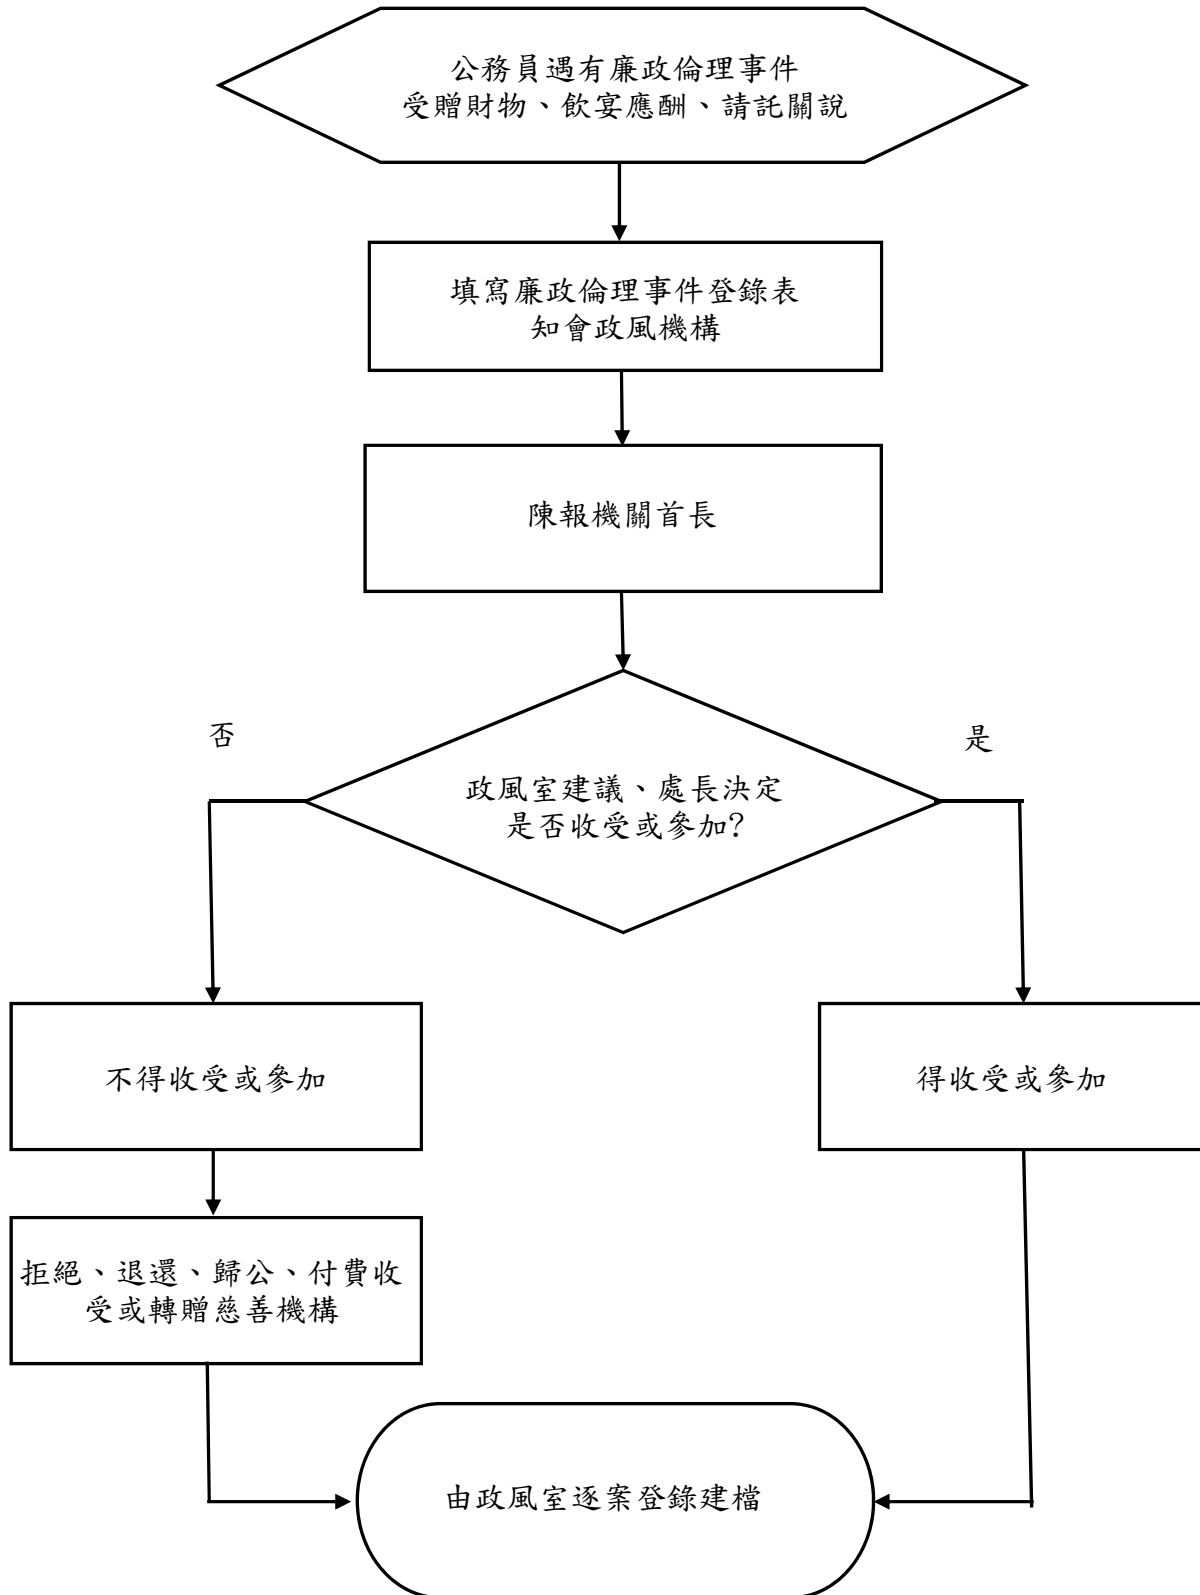 公務員遇有廉政倫理事件
受贈財物、飲宴應酬、請託關說
填寫廉政倫理事件登錄表
知會政風機構
陳報機關首長
否
是
政風室建議、處長決定
是否收受或參加?
不得收受或參加
得收受或參加
拒絕、退還、歸公、付費收
受或轉贈慈善機構
由政風室逐案登錄建檔